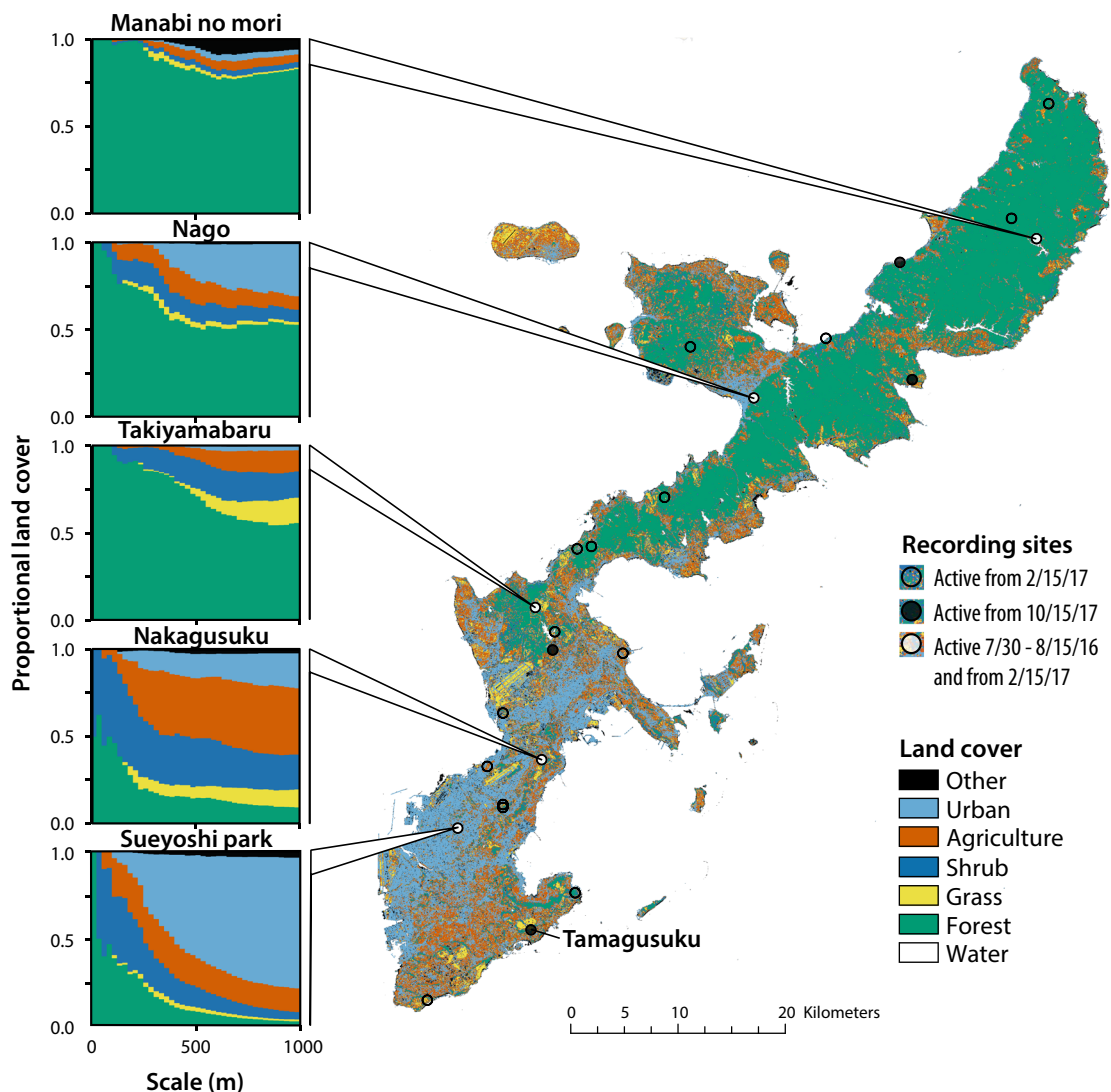 Manabi no mori
1.0
0.5
0.0
Nago
1.0
0.5
0.0
Takiyamabaru
1.0
0.5
0.0
Nakagusuku
1.0
0.5
0.0
Sueyoshi park
1.0
0.5
0.0
0 500 1000
Scale (m)
Proportional land cover
Tamagusuku
0 5 10 20 Kilometers
Recording sites
Active from 2/15/17
Active from 10/15/17
Active 7/30 - 8/15/16
and from 2/15/17
Land cover
Other
Urban
Agriculture
Shrub
Grass
Forest
Water